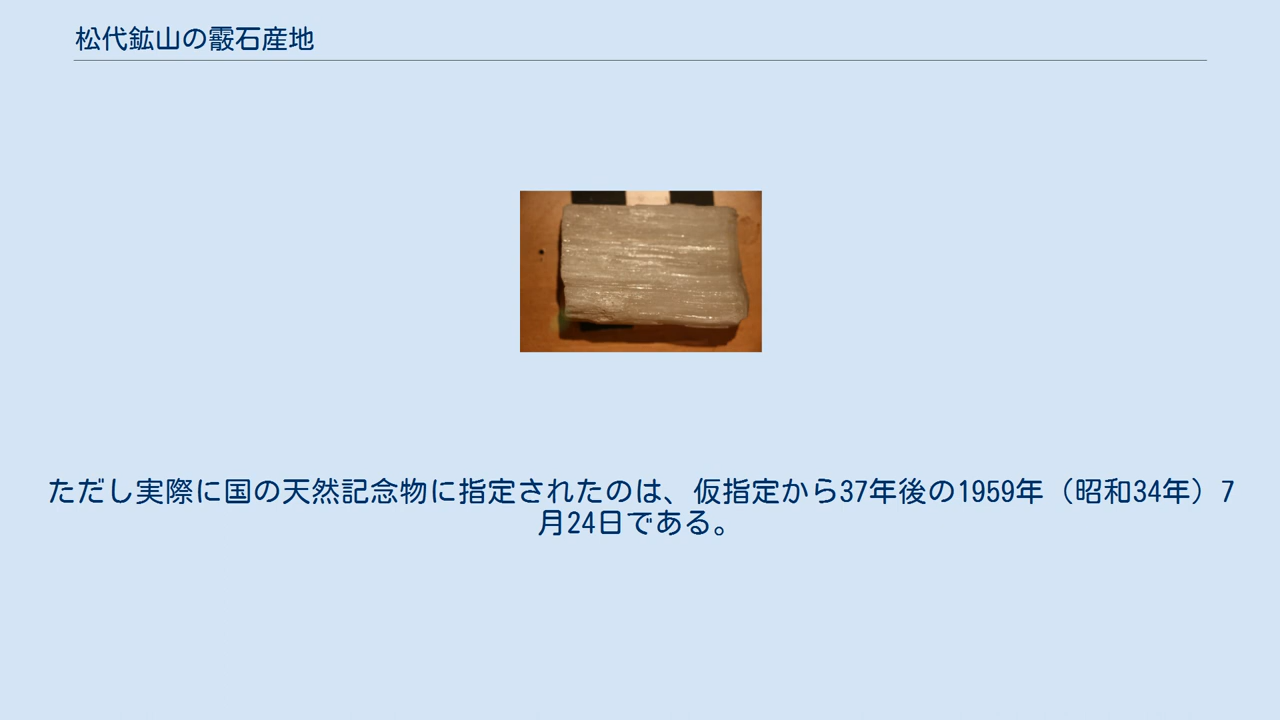 松代鉱山の霰石産地
ただし実際に国の天然記念物に指定されたのは、仮指定から37年後の1959年（昭和34年）7
月24日である。